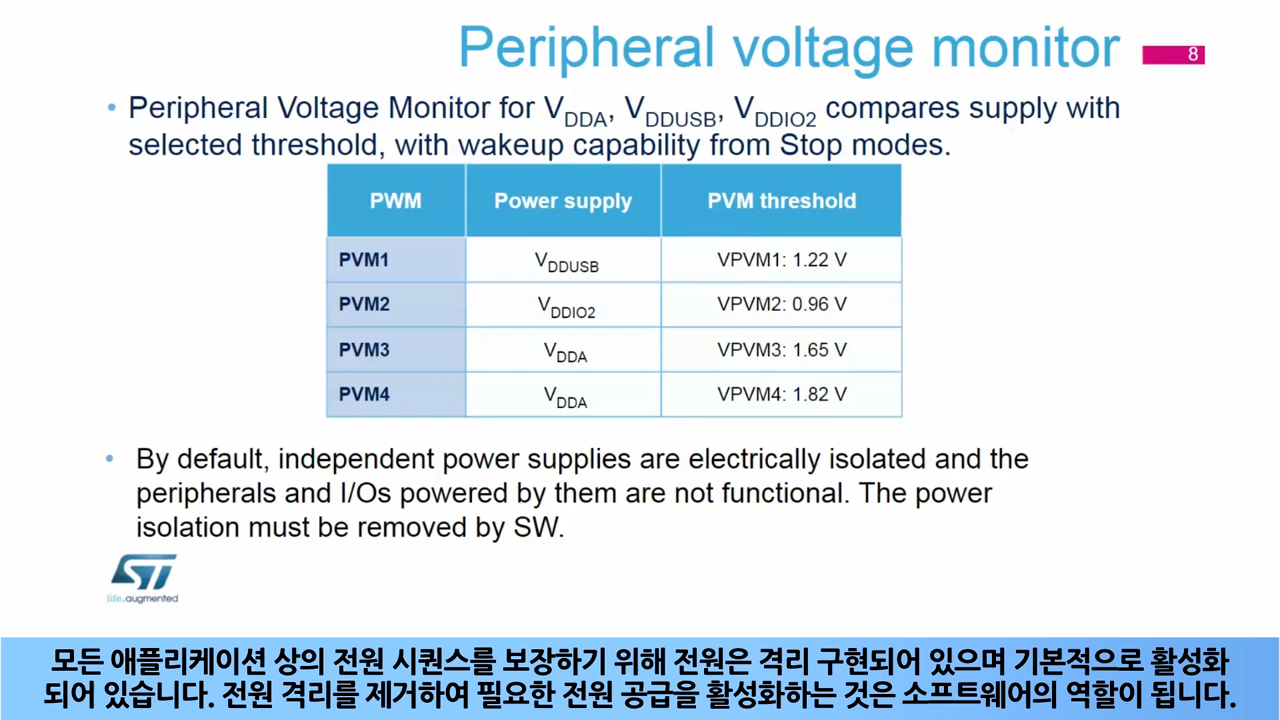 Peripheral voltage monitor
8
• Peripheral Voltage Monitor for VDDA, VDDUSB, VDDIO2 compares supply with
selected threshold, with wakeup capability from Stop modes.
PWM Power supply PVM threshold
PVM1 VDDUSB VPVM1: 1.22 V
PVM2 VDDIO2 VPVM2: 0.96 V
PVM3 VDDA VPVM3: 1.65 V
PVM4 VDDA VPVM4: 1.82 V
• By default, independent power supplies are electrically isolated and the
peripherals and I/Os powered by them are not functional. The power
isolation must be removed by SW.
ST
life.augmented
모든 애플리케이션 상의 전원 시퀀스를 보장하기 위해 전원은 격리 구현되어 있으며 기본적으로 활성화
되어 있습니다. 전원 격리를 제거하여 필요한 전원 공급을 활성화하는 것은 소프트웨어의 역할이 됩니다.